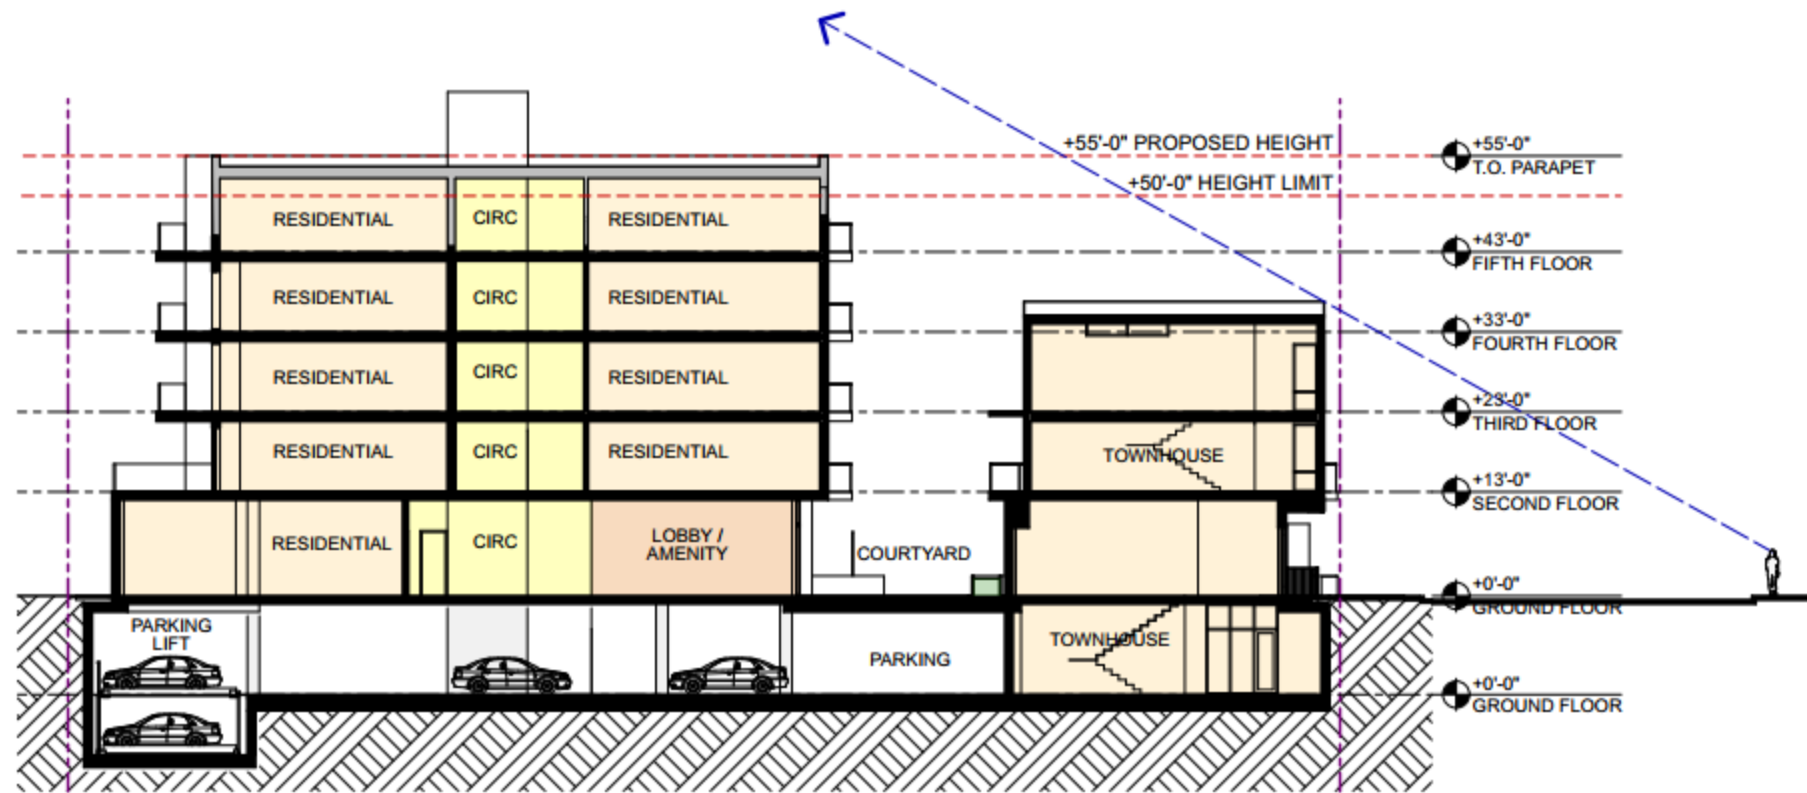 +55'-0" PROPOSED HEIGHT
+55'-0"
T.O. PARAPET
+50'-0" HEIGHT LIMIT
RESIDENTIAL
CIRC
RESIDENTIAL
+43'-0"
FIFTH FLOOR
RESIDENTIAL
CIRC
RESIDENTIAL
+33'-0"
FOURTH FLOOR
RESIDENTIAL
CIRC
RESIDENTIAL
+23'-0"
THIRD FLOOR
RESIDENTIAL
CIRC
RESIDENTIAL
TOWNHOUSE
+13'-0"
SECOND FLOOR
RESIDENTIAL
CIRC
LOBBY /
AMENITY
COURTYARD
+0'-0"
GROUND FLOOR
PARKING
LIFT
PARKING
TOWNHOUSE
+0'-0"
GROUND FLOOR